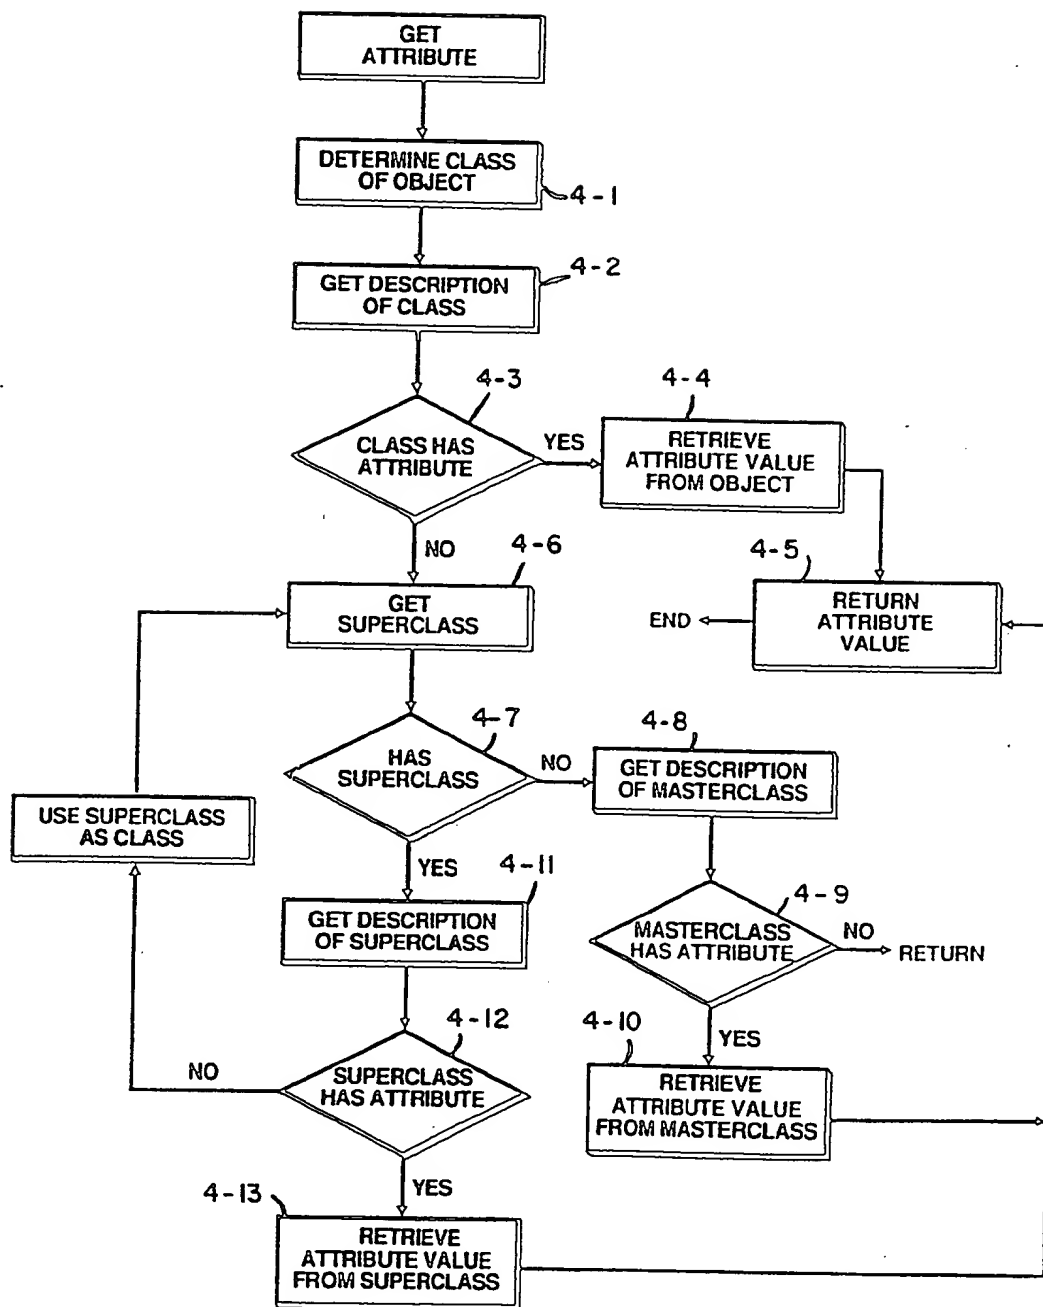 GET
ATTRIBUTE
DETERMINE CLASS
OF OBJECT
4-1
4-2
GET DESCRIPTION
OF CLASS
4-3
CLASS HAS
ATTRIBUTE
YES
4-4
RETRIEVE
ATTRIBUTE VALUE
FROM OBJECT
NO
4-5
RETURN
ATTRIBUTE
VALUE
END
4-6
GET
SUPERCLASS
4-7
HAS
SUPERCLASS
NO
4-8
GET DESCRIPTION
OF MASTERCLASS
USE SUPERCLASS
AS CLASS
YES
4-11
GET DESCRIPTION
OF SUPERCLASS
4-9
MASTERCLASS
HAS ATTRIBUTE
NO
RETURN
4-12
SUPERCLASS
HAS ATTRIBUTE
NO
YES
4-10
RETRIEVE
ATTRIBUTE VALUE
FROM MASTERCLASS
YES
4-13
RETRIEVE
ATTRIBUTE VALUE
FROM SUPERCLASS